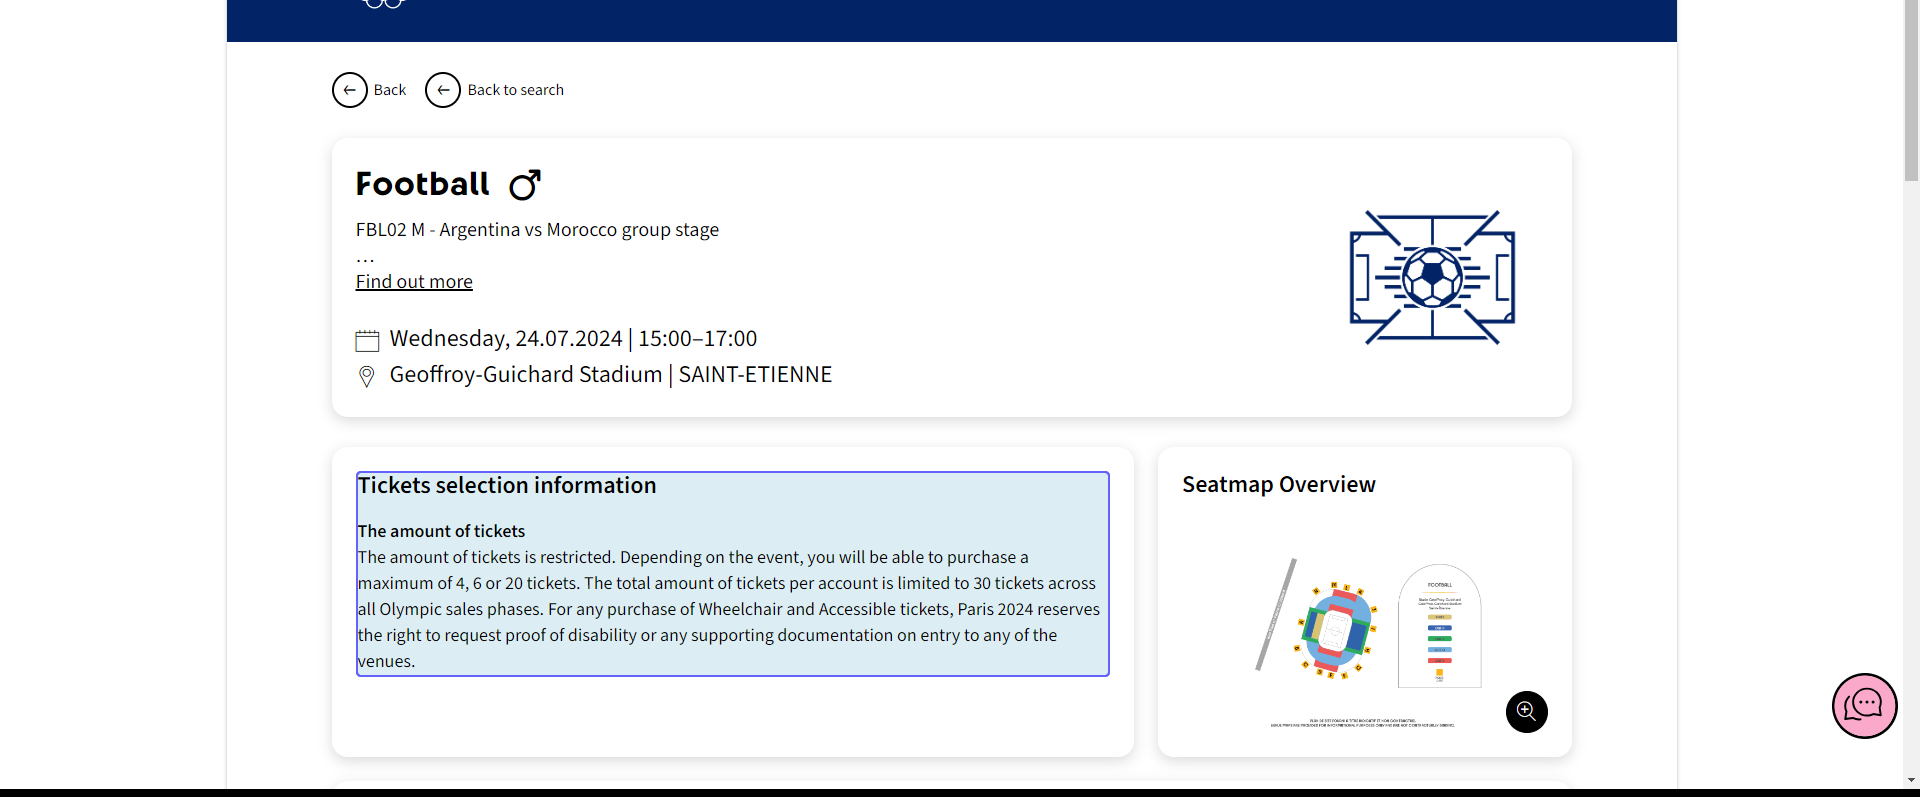 Back
Back to search
Football
FBL02 M - Argentina vs Morocco group stage
...
Find out more
Wednesday, 24.07.2024 | 15:00–17:00
Geoffroy-Guichard Stadium | SAINT-ETIENNE
Tickets selection information
The amount of tickets
The amount of tickets is restricted. Depending on the event, you will be able to purchase a
maximum of 4, 6 or 20 tickets. The total amount of tickets per account is limited to 30 tickets across
all Olympic sales phases. For any purchase of Wheelchair and Accessible tickets, Paris 2024 reserves
the right to request proof of disability or any supporting documentation on entry to any of the
venues.
Seatmap Overview
FOOTBALL